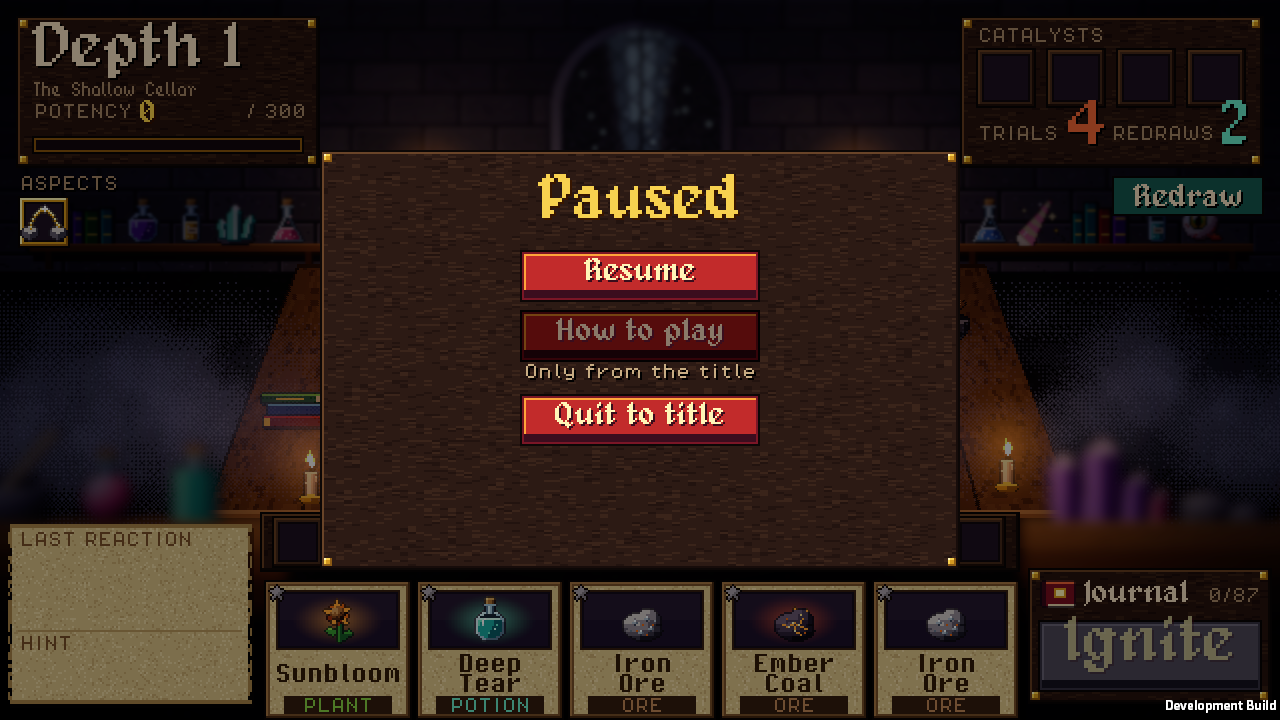 Depth 1
The Shallow Cellar
POTENCY 0 / 300
ASPECTS
CATALYSTS
TRIALS 4 REDRAWS 2
Redraw
Paused
Resume
How to play
Only from the title
Quit to title
LAST REACTION
HINT
Sunbloom
PLANT
Deep
Tear
POTION
Iron
Ore
ORE
Ember
Coal
ORE
Iron
Ore
ORE
Journal 0/87
Ignite
Development Build